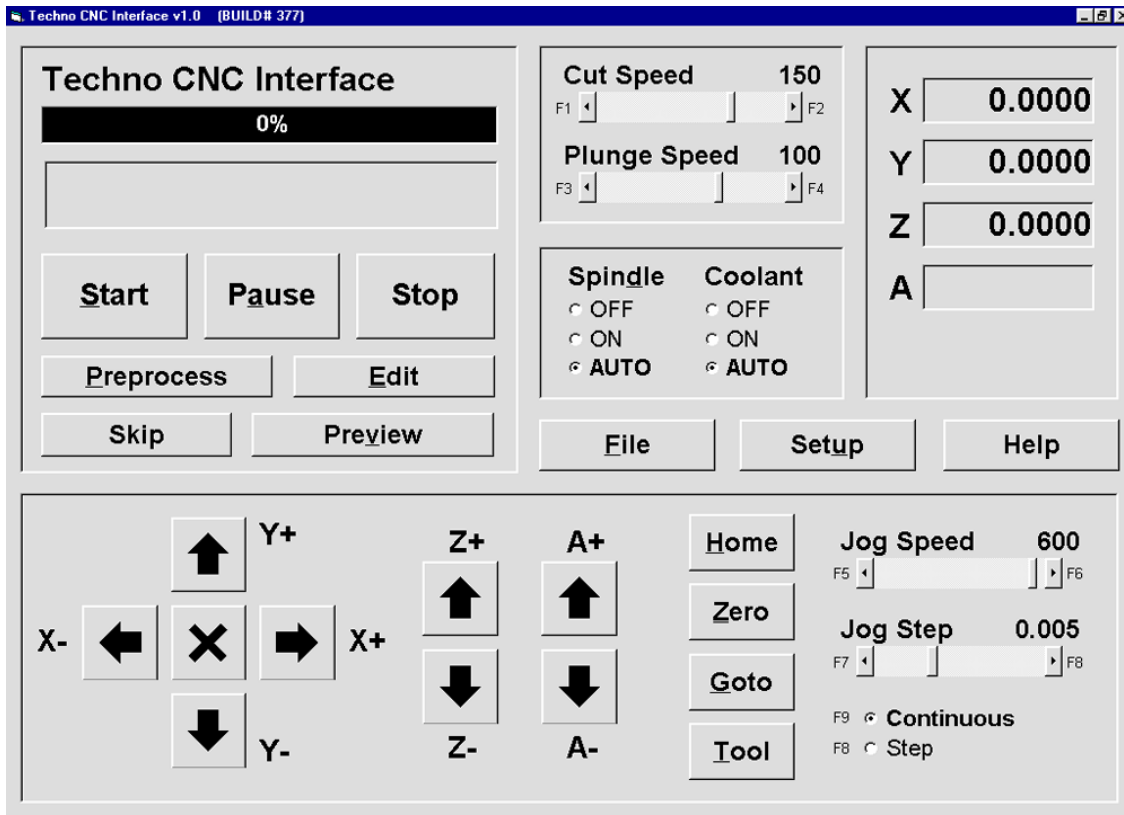 Techno CNC Interface v1.0 (BUILD# 377)
Techno CNC Interface
0%
Start Pause Stop
Preprocess Edit
Skip Preview
Cut Speed 150
F1 F2
Plunge Speed 100
F3 F4
Spindle Coolant
OFF OFF
ON ON
AUTO AUTO
X 0.0000
Y 0.0000
Z 0.0000
A
File Setup Help
Y+
X- X+
Y-
Z+ A+
Z- A-
Home
Zero
Goto
Tool
Jog Speed 600
F5 F6
Jog Step 0.005
F7 F8
F9 Continuous
F8 Step